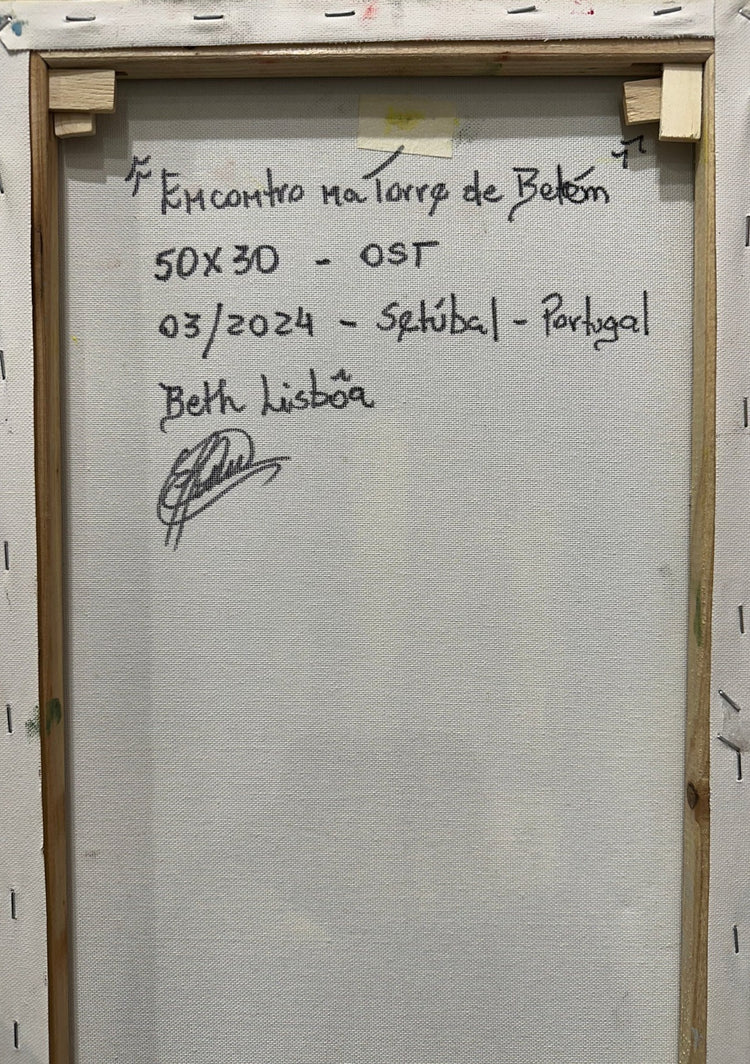 "Encontro na Torre de Belém"
50X30 - OST
03/2024 - Setúbal - Portugal
Beth Lisbôa